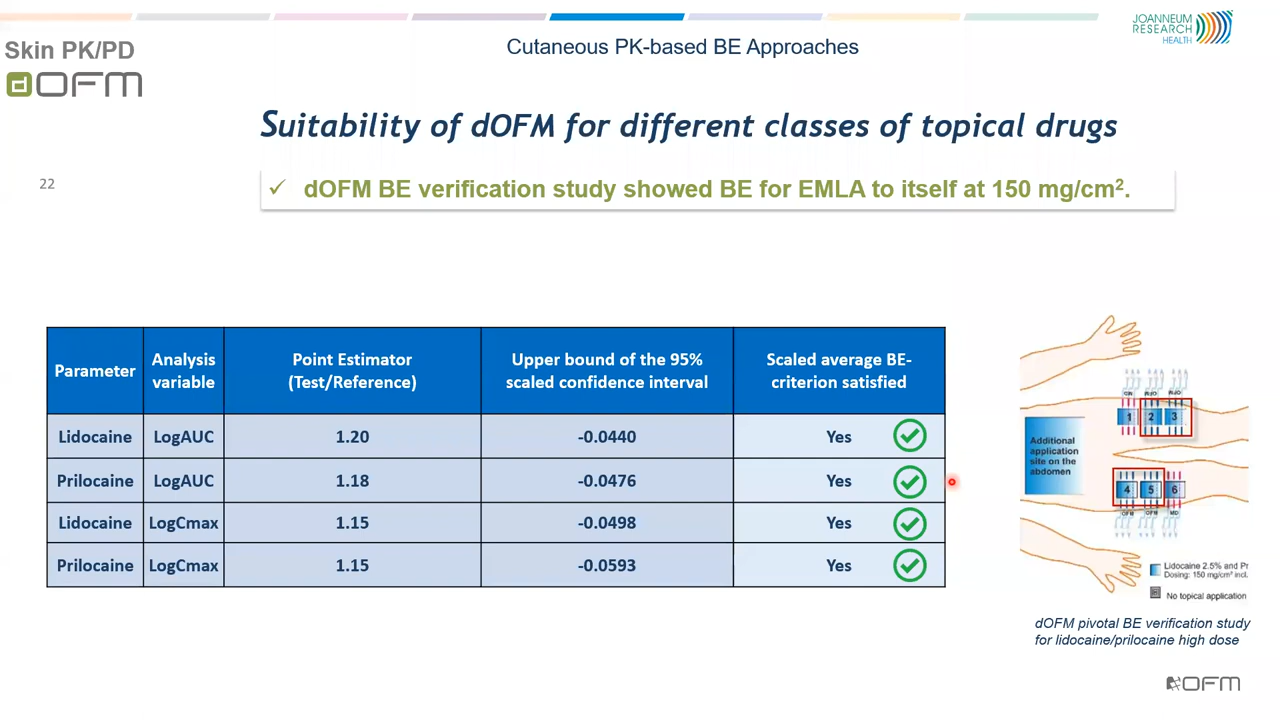 JOANNEUM
RESEARCH
HEALTH
Skin PK/PD
dOFM
Cutaneous PK-based BE Approaches
Suitability of dOFM for different classes of topical drugs
22
✓ dOFM BE verification study showed BE for EMLA to itself at 150 mg/cm².
Parameter
Analysis
variable
Point Estimator
(Test/Reference)
Upper bound of the 95%
scaled confidence interval
Scaled average BE-
criterion satisfied
Lidocaine LogAUC 1.20 -0.0440 Yes
Prilocaine LogAUC 1.18 -0.0476 Yes
Lidocaine LogCmax 1.15 -0.0498 Yes
Prilocaine LogCmax 1.15 -0.0593 Yes
1 2 3
Additional
application
site on the
abdomen
4 5 6
OFM OFM MD
Lidocaine 2.5% and Pr
Dosing: 150 mg/cm² incl.
No topical application
dOFM pivotal BE verification study
for lidocaine/prilocaine high dose
OFM